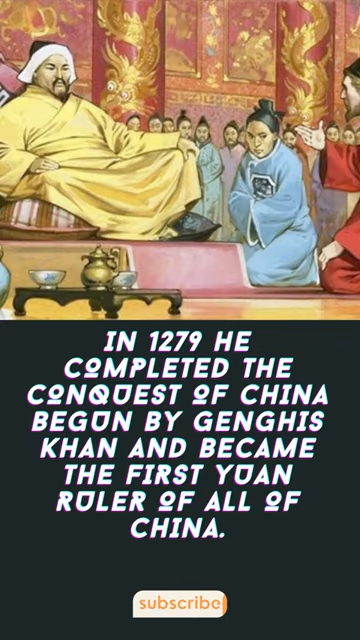 IN 1279 HE
COMPLETED THE
CONQUEST OF CHINA
BEGUN BY GENGHIS
KHAN AND BECAME
THE FIRST YUAN
RULER OF ALL OF
CHINA.
subscribe